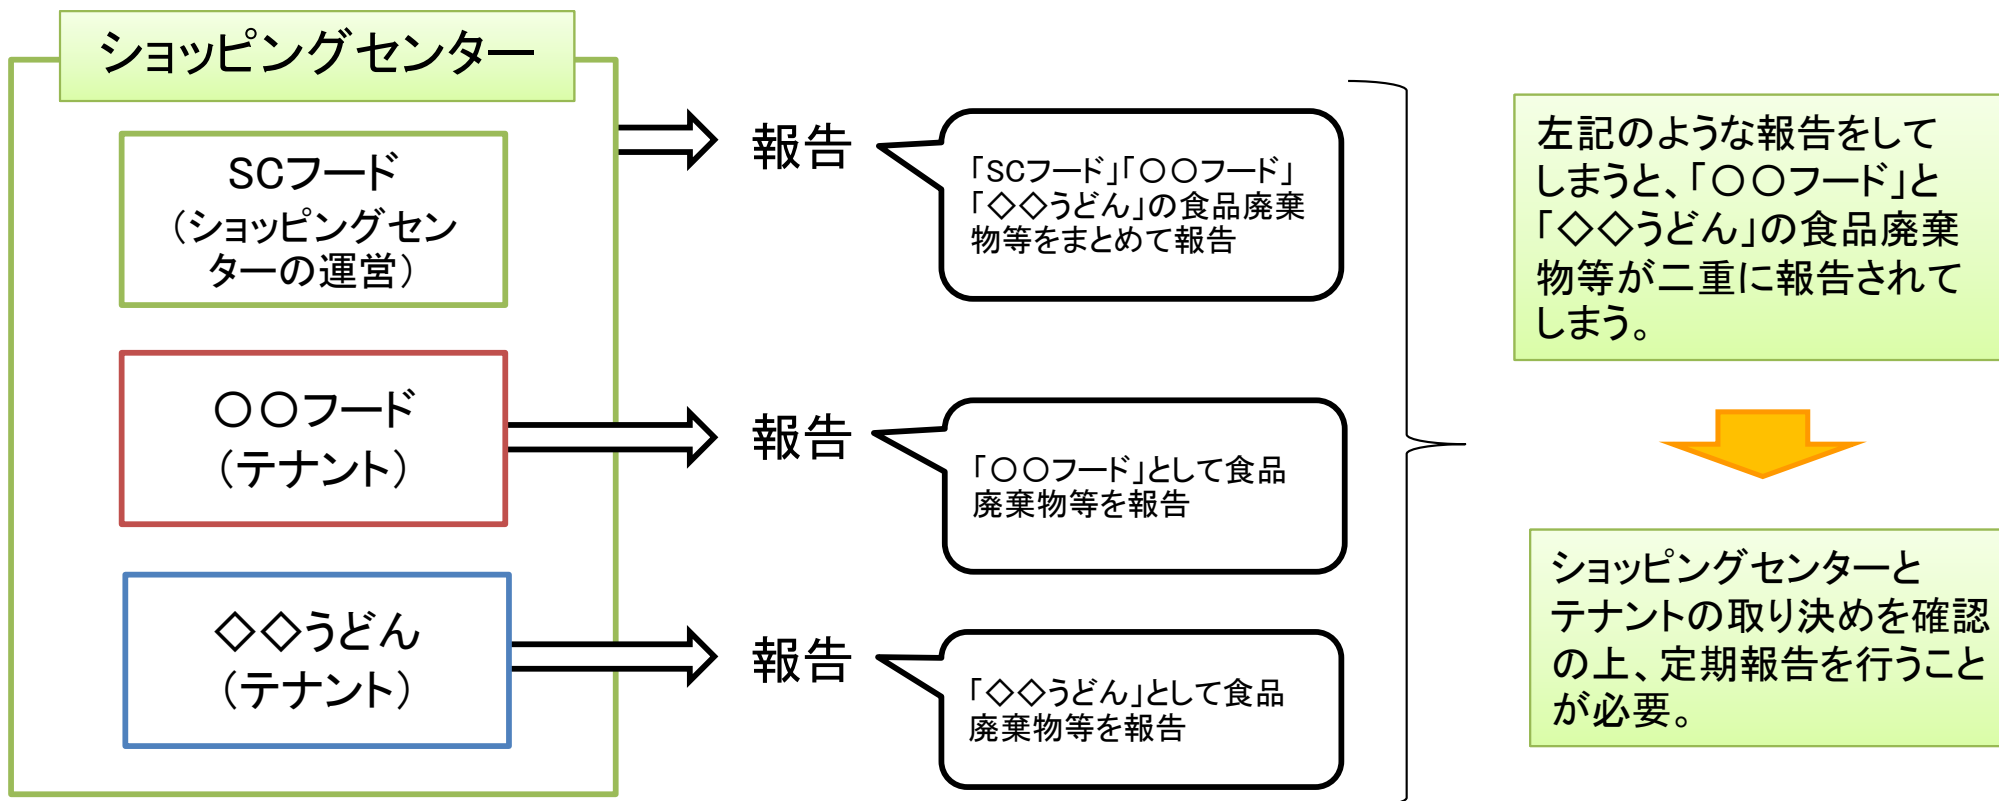 ショッピングセンター
SCフード
（ショッピングセン
ターの運営）
報告
「SCフード」「〇〇フード」
「◇◇うどん」の食品廃棄
物等をまとめて報告
〇〇フード
（テナント）
報告
「〇〇フード」として食品
廃棄物等を報告
◇◇うどん
（テナント）
報告
「◇◇うどん」として食品
廃棄物等を報告
左記のような報告をして
しまうと、「〇〇フード」と
「◇◇うどん」の食品廃棄
物等が二重に報告されて
しまう。
ショッピングセンターと
テナントの取り決めを確認
の上、定期報告を行うこと
が必要。